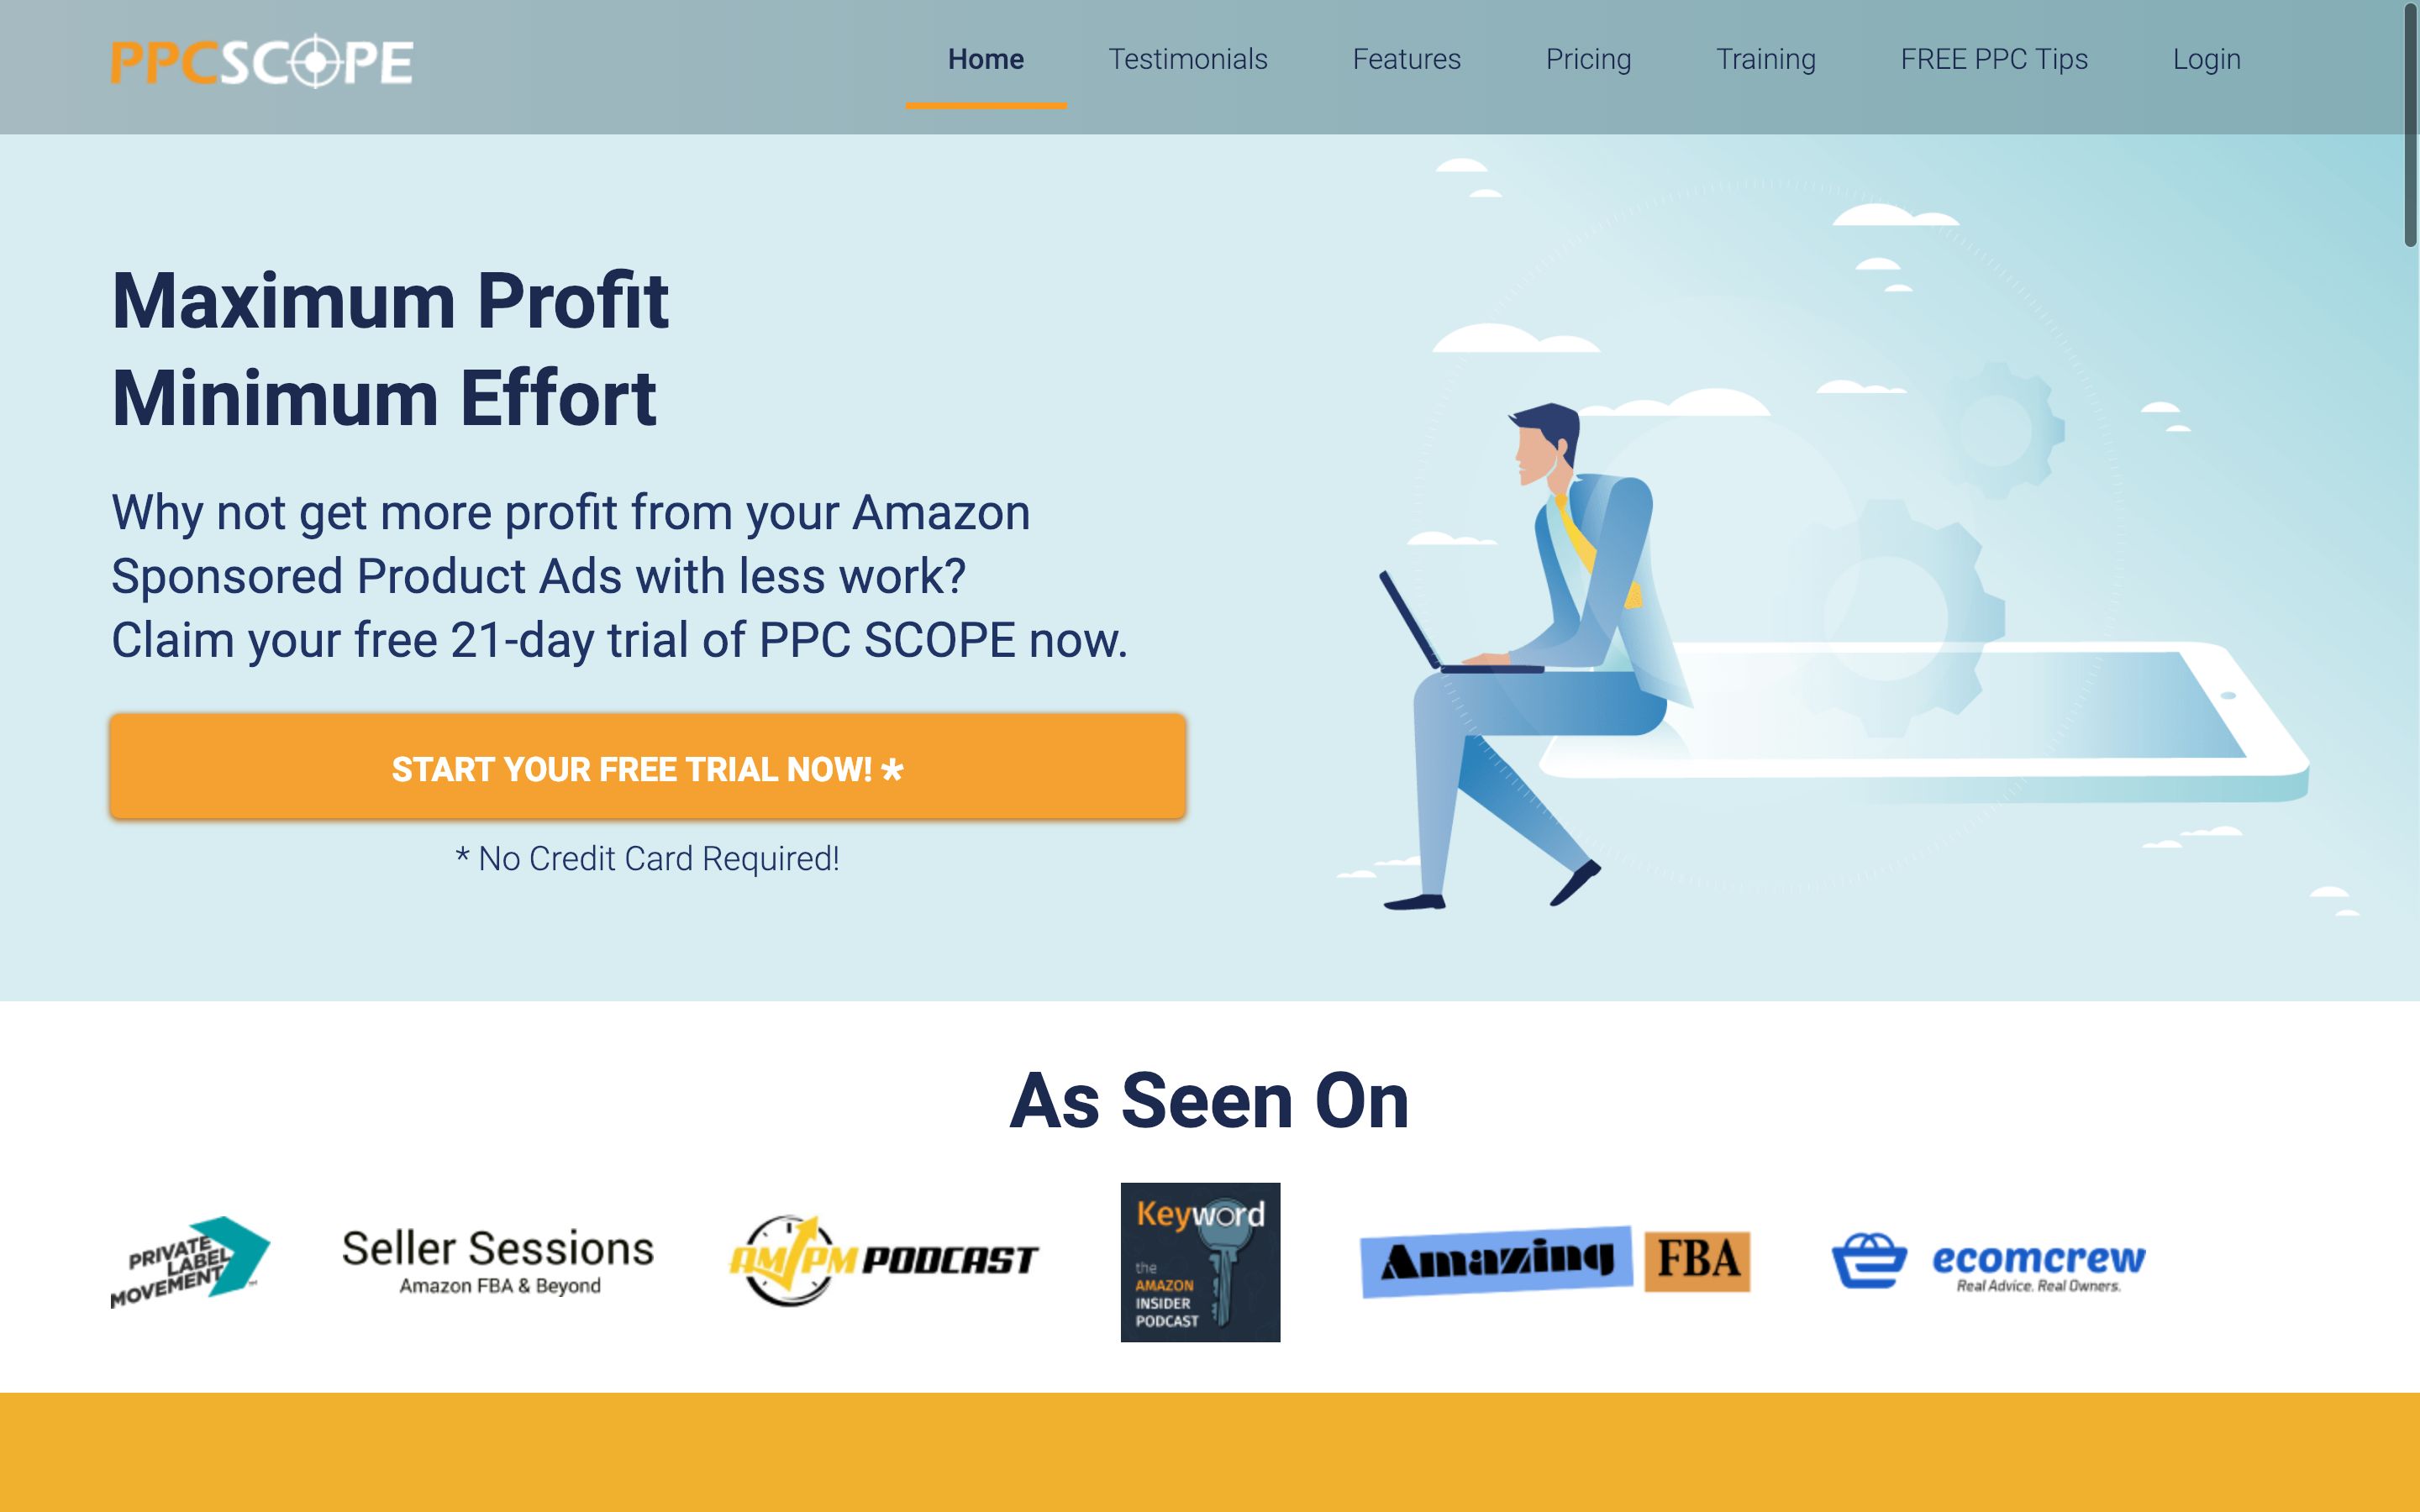 PPCSCOPE
Home
Testimonials
Features
Pricing
Training
FREE PPC Tips
Login
Maximum Profit
Minimum Effort
Why not get more profit from your Amazon
Sponsored Product Ads with less work?
Claim your free 21-day trial of PPC SCOPE now.
START YOUR FREE TRIAL NOW! *
* No Credit Card Required!
As Seen On
PRIVATE
LABEL
MOVEMENT
Seller Sessions
Amazon FBA & Beyond
AM/PM PODCAST
Keyword
the
AMAZON
INSIDER
PODCAST
Amazing FBA
ecomcrew
Real Advice. Real Owners.